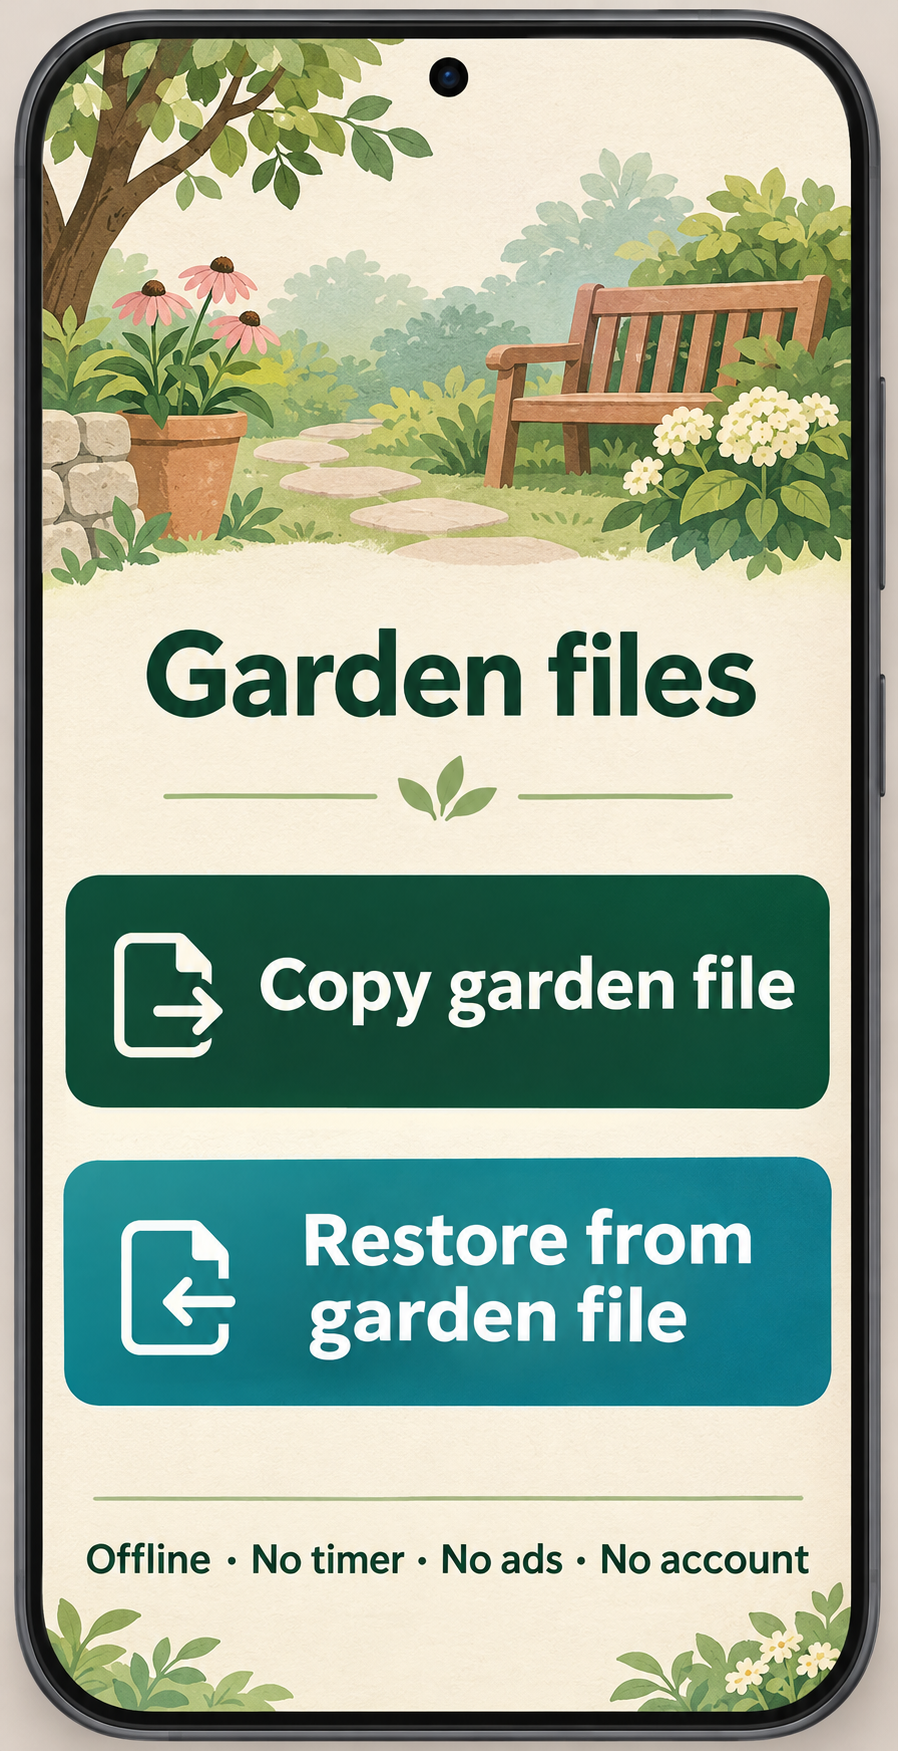 Garden files
Copy garden file
Restore from
garden file
Offline · No timer · No ads · No account